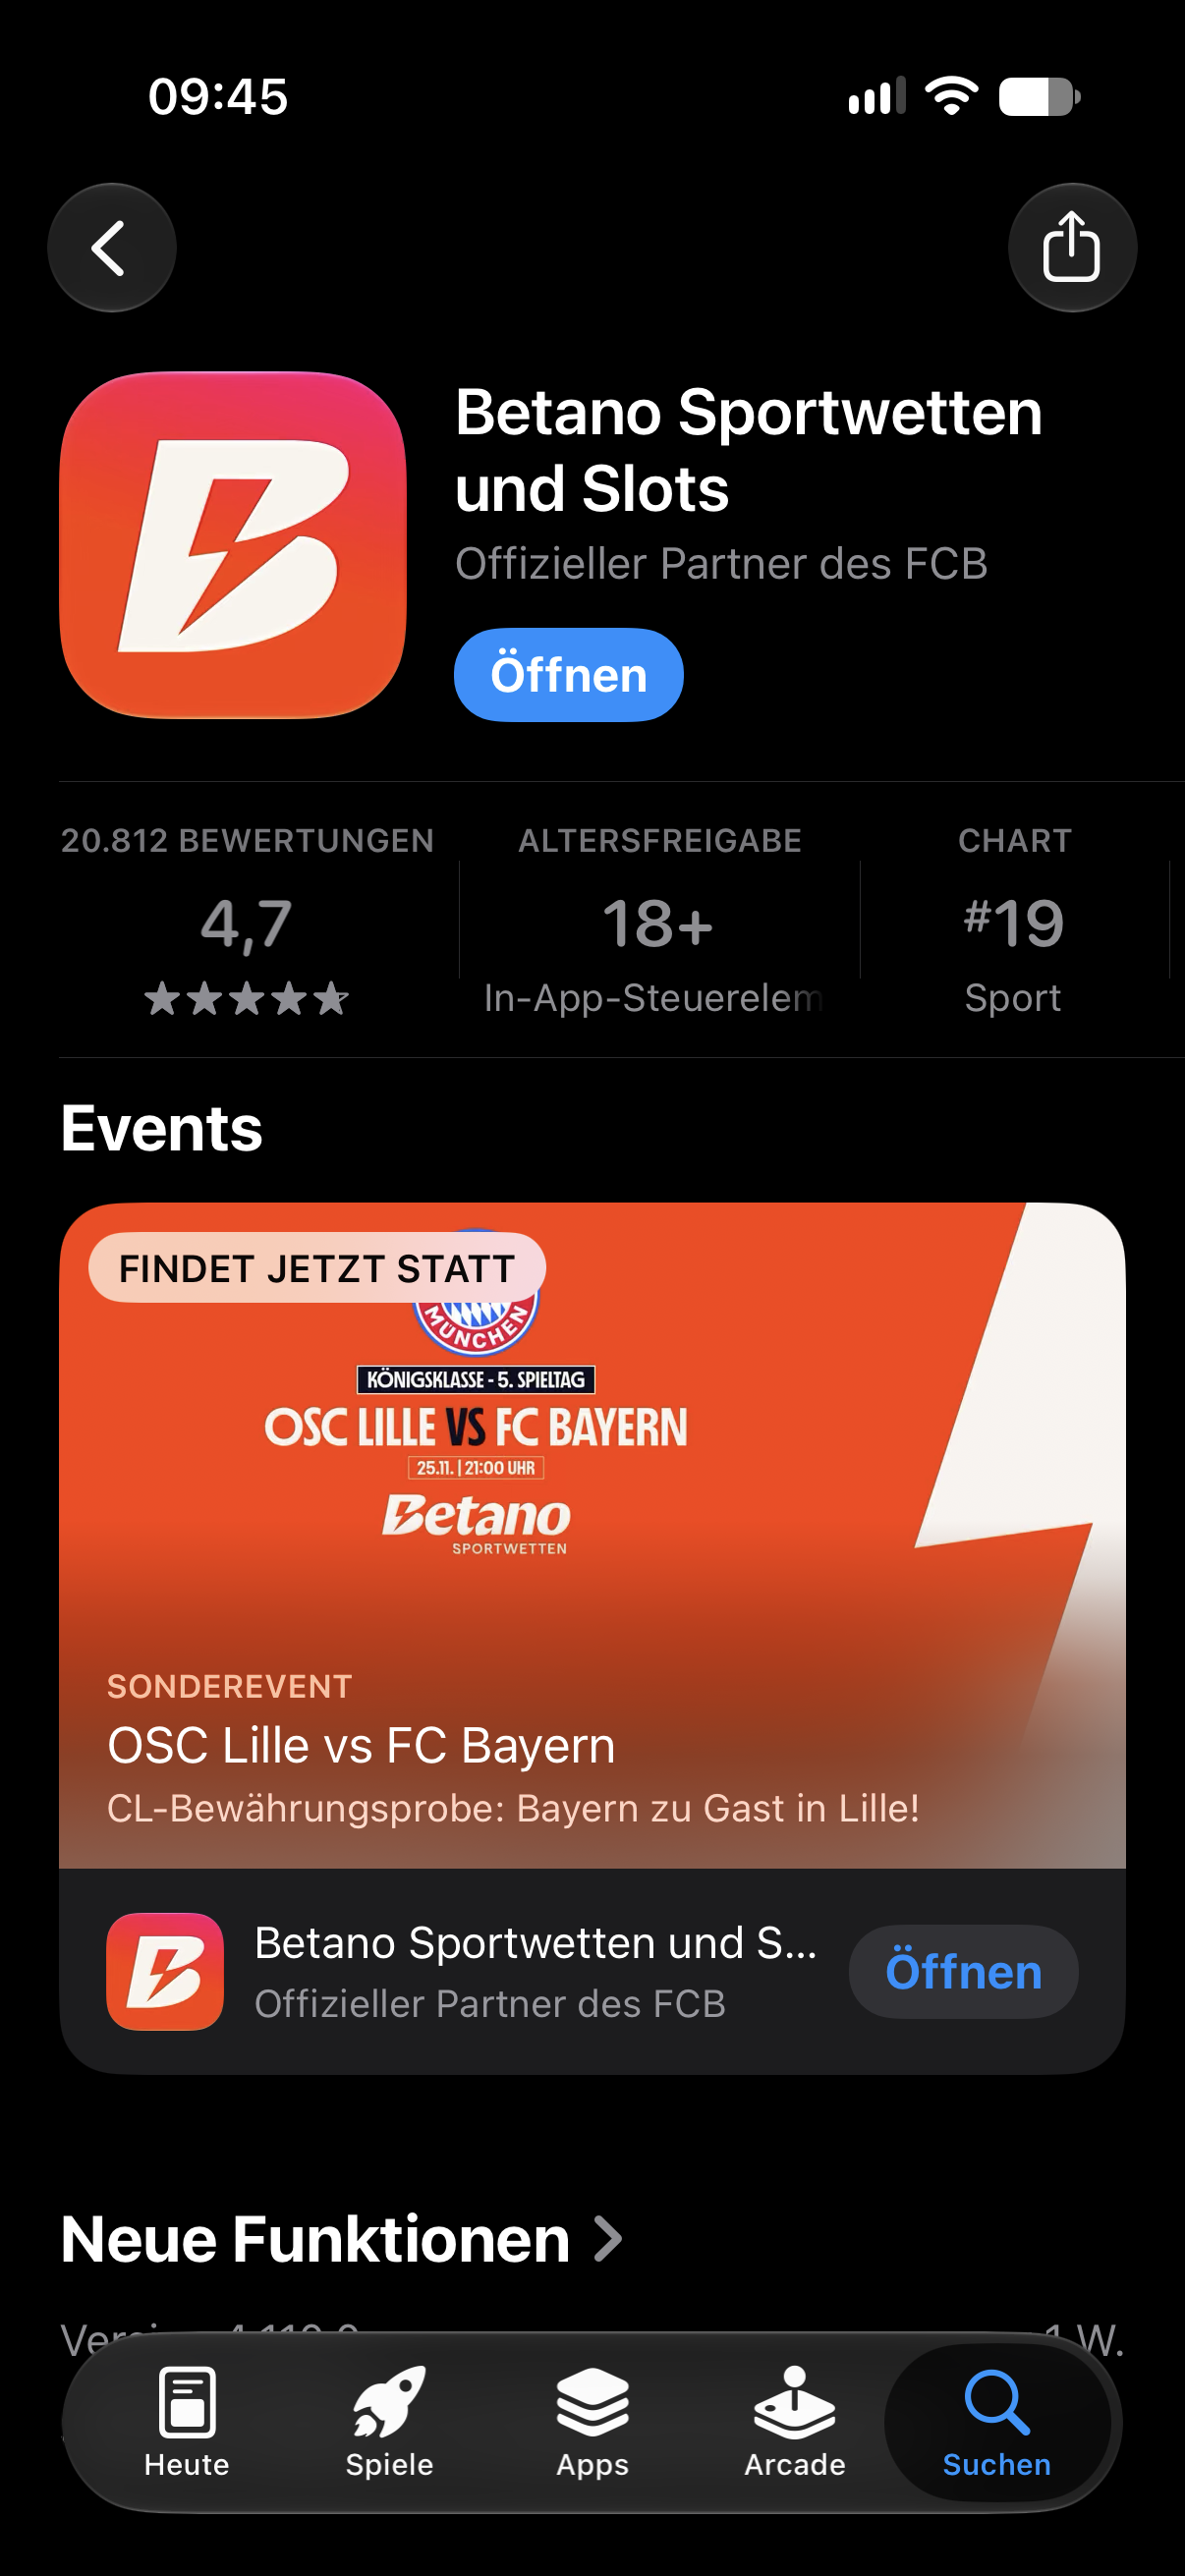 09:45
Betano Sportwetten
und Slots
Offizieller Partner des FCB
Öffnen
20.812 BEWERTUNGEN
4,7
ALTERSFREIGABE
18+
In-App-Steuerelem
CHART
#19
Sport
Events
FINDET JETZT STATT
MÜNCHEN
KÖNIGSKLASSE - 5. SPIELTAG
OSC LILLE VS FC BAYERN
25.11. | 21:00 UHR
Betano
SPORTWETTEN
SONDEREVENT
OSC Lille vs FC Bayern
CL-Bewährungsprobe: Bayern zu Gast in Lille!
Betano Sportwetten und S...
Offizieller Partner des FCB
Öffnen
Neue Funktionen
1 W.
Heute
Spiele
Apps
Arcade
Suchen